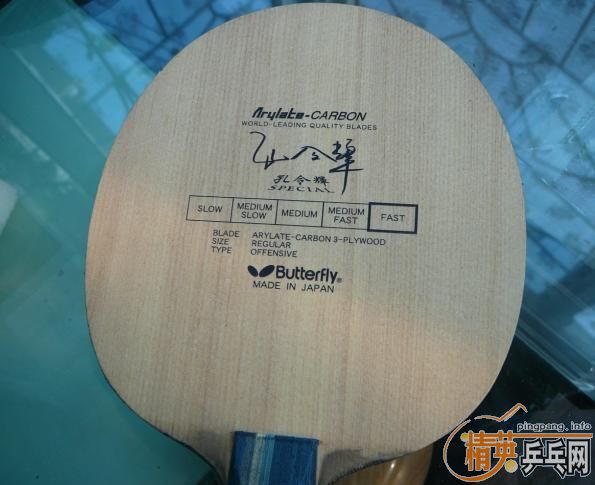 Arylate-CARBON
WORLD-LEADING QUALITY BLADES
孔令輝
SPECIAL
SLOW MEDIUM SLOW MEDIUM MEDIUM FAST FAST
BLADE ARYLATE-CARBON 3-PLYWOOD
SIZE REGULAR
TYPE OFFENSIVE
Butterfly®
MADE IN JAPAN
pingpang.info
精英乒乓网